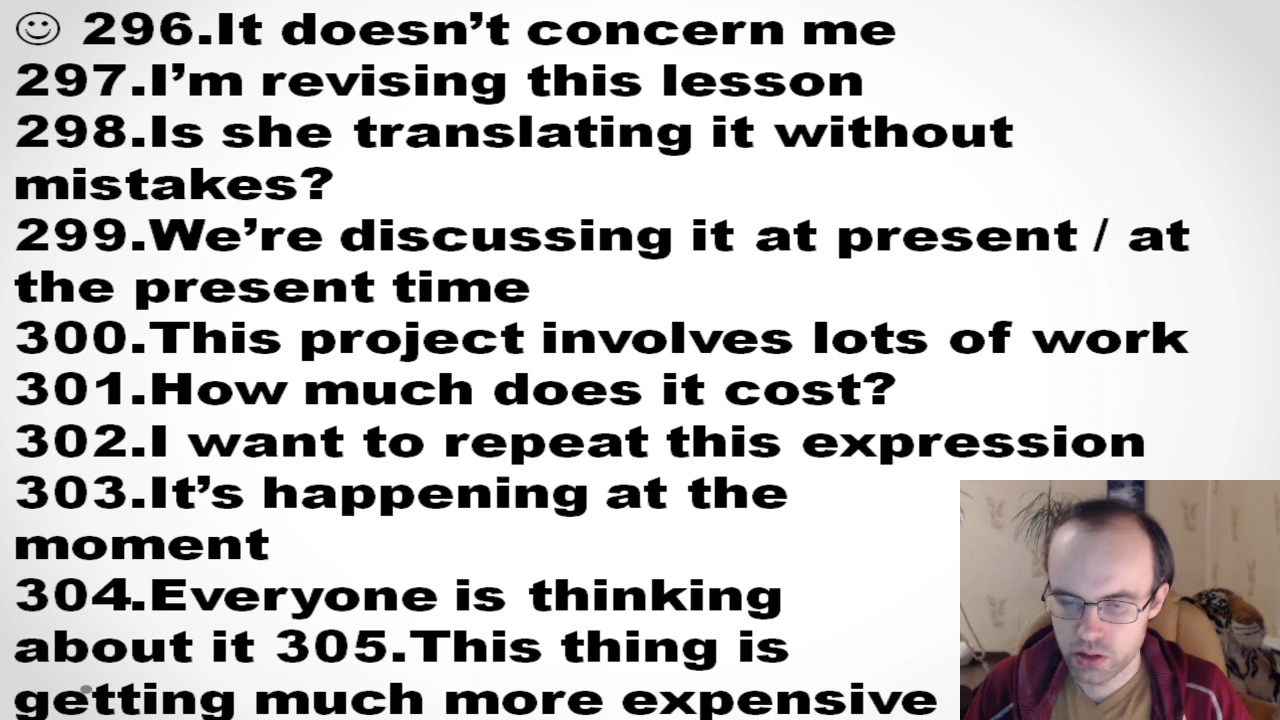 ☺ 296.It doesn’t concern me
297.I’m revising this lesson
298.Is she translating it without
mistakes?
299.We’re discussing it at present / at
the present time
300.This project involves lots of work
301.How much does it cost?
302.I want to repeat this expression
303.It’s happening at the
moment
304.Everyone is thinking
about it 305.This thing is
getting much more expensive